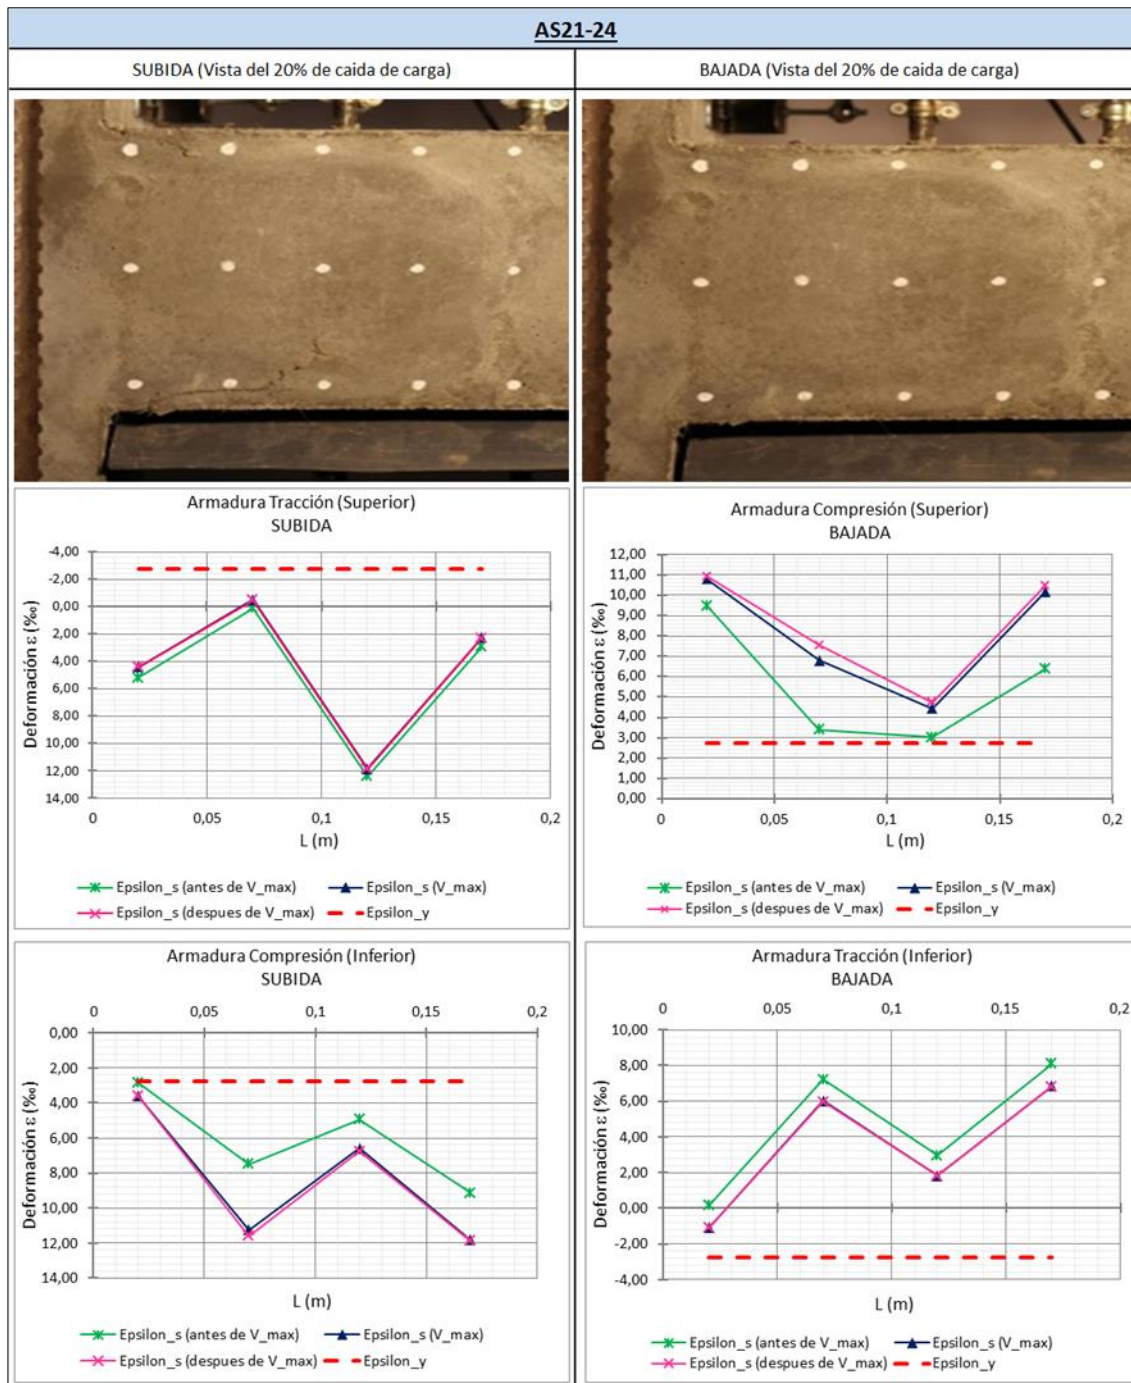 AS21-24
SUBIDA (Vista del 20% de caida de carga)
BAJADA (Vista del 20% de caida de carga)
Armadura Tracción (Superior)
SUBIDA
Deformación ε (‰)
-4,00
-2,00
0,00
2,00
4,00
6,00
8,00
10,00
12,00
14,00
0 0,05 0,1 0,15 0,2
L (m)
Epsilon_s (antes de V_max) Epsilon_s (V_max)
Epsilon_s (despues de V_max) Epsilon_y
Armadura Compresión (Superior)
BAJADA
Deformación ε (‰)
12,00
11,00
10,00
9,00
8,00
7,00
6,00
5,00
4,00
3,00
2,00
1,00
0,00
0 0,05 0,1 0,15 0,2
L (m)
Epsilon_s (antes de V_max) Epsilon_s (V_max)
Epsilon_s (despues de V_max) Epsilon_y
Armadura Compresión (Inferior)
SUBIDA
0 0,05 0,1 0,15 0,2
Deformación ε (‰)
0,00
2,00
4,00
6,00
8,00
10,00
12,00
14,00
L (m)
Epsilon_s (antes de V_max) Epsilon_s (V_max)
Epsilon_s (despues de V_max) Epsilon_y
Armadura Tracción (Inferior)
BAJADA
0 0,05 0,1 0,15 0,2
Deformación ε (‰)
10,00
8,00
6,00
4,00
2,00
0,00
-2,00
-4,00
L (m)
Epsilon_s (antes de V_max) Epsilon_s (V_max)
Epsilon_s (despues de V_max) Epsilon_y